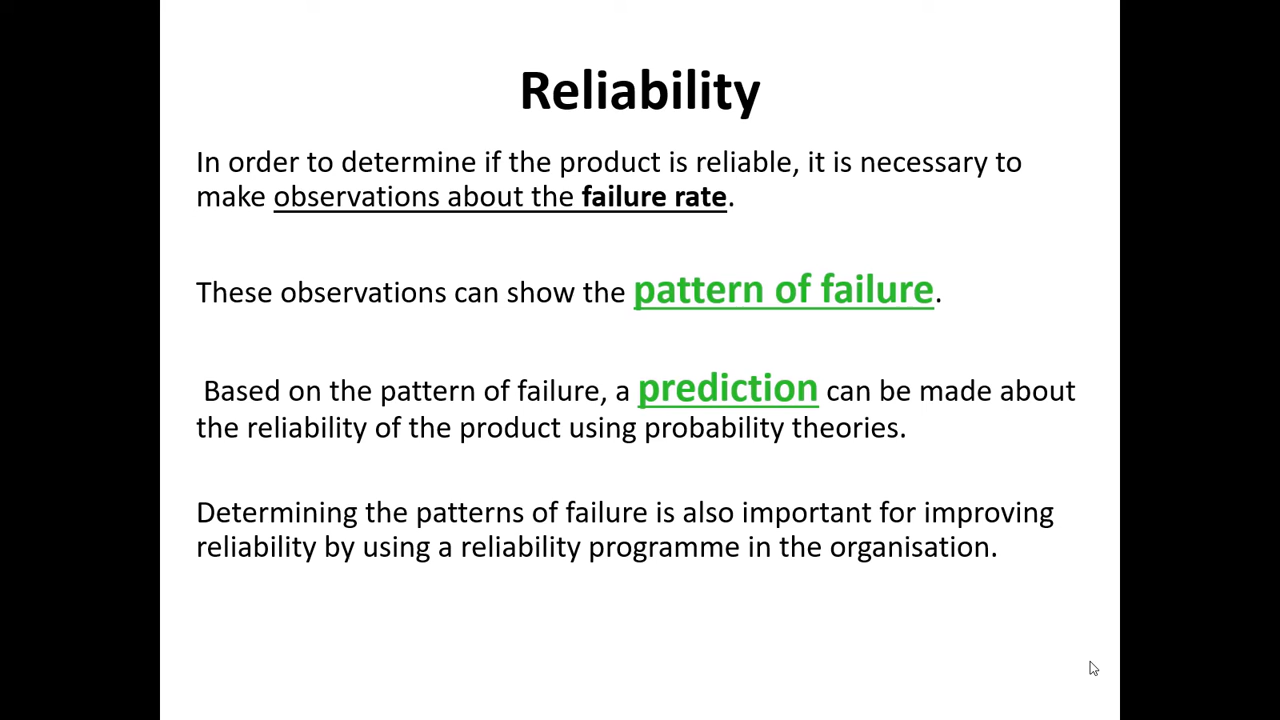 Reliability
In order to determine if the product is reliable, it is necessary to
make observations about the failure rate.
These observations can show the pattern of failure.
Based on the pattern of failure, a prediction can be made about
the reliability of the product using probability theories.
Determining the patterns of failure is also important for improving
reliability by using a reliability programme in the organisation.